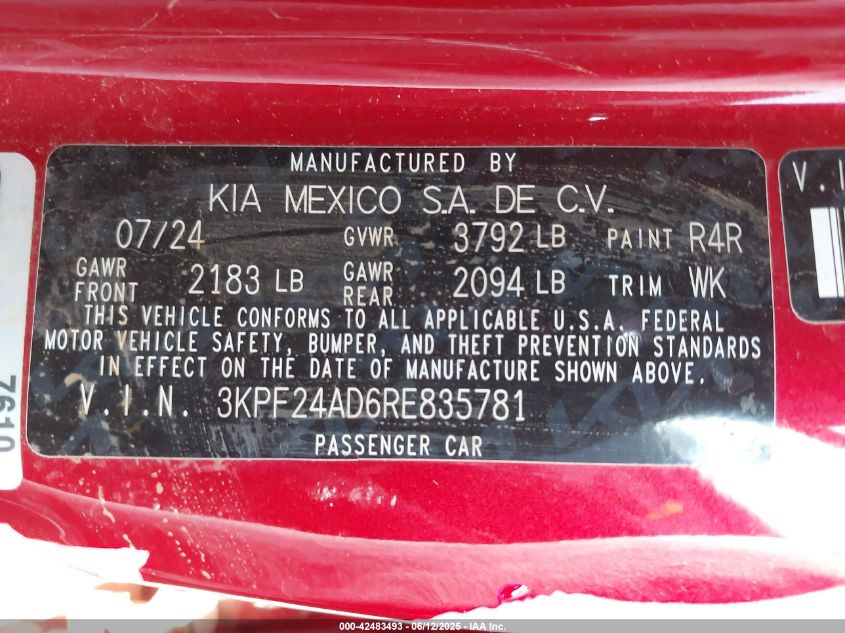 MANUFACTURED BY
KIA MEXICO S.A. DE C.V.
07/24 GVWR 3792 LB PAINT R4R
GAWR FRONT 2183 LB GAWR REAR 2094 LB TRIM WK
THIS VEHICLE CONFORMS TO ALL APPLICABLE U.S.A. FEDERAL
MOTOR VEHICLE SAFETY, BUMPER, AND THEFT PREVENTION STANDARDS
IN EFFECT ON THE DATE OF MANUFACTURE SHOWN ABOVE.
V.I.N. 3KPF24AD6RE835781
PASSENGER CAR
V.I
7610
000-42483493 - 06/12/2025 - IAA Inc.